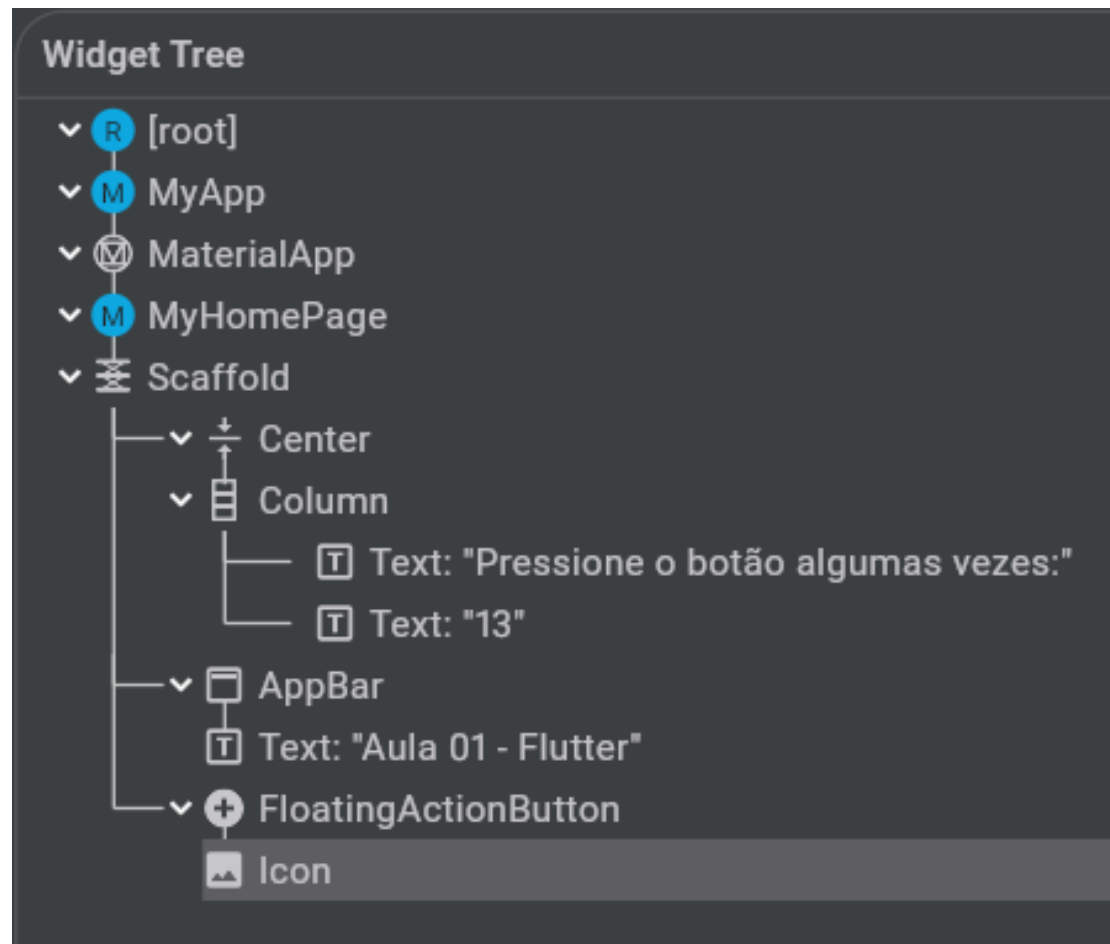 Widget Tree
R [root]
M MyApp
MaterialApp
M MyHomePage
Scaffold
Center
Column
T Text: "Pressione o botão algumas vezes:"
T Text: "13"
AppBar
T Text: "Aula 01 - Flutter"
FloatingActionButton
Icon